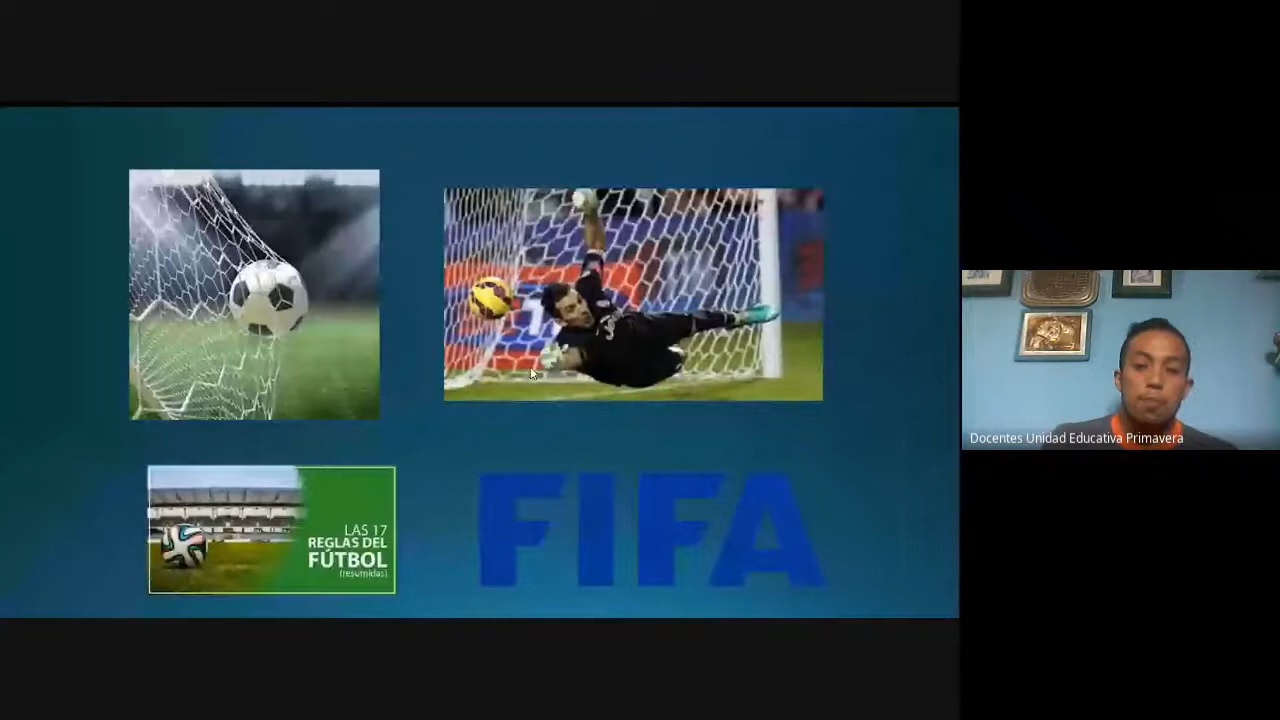 LAS 17
REGLAS DEL
FÚTBOL
(resumidas)
FIFA
Docentes Unidad Educativa Primavera